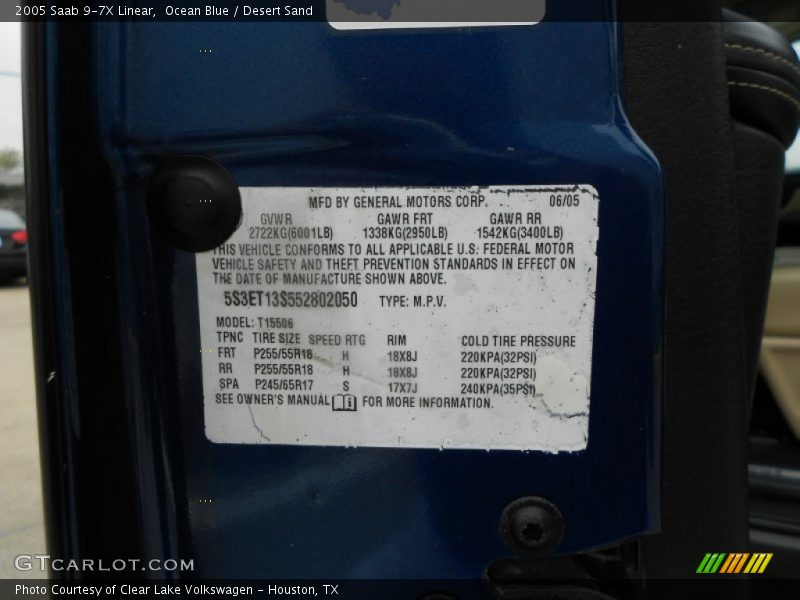 2005 Saab 9-7X Linear, Ocean Blue / Desert Sand
MFD BY GENERAL MOTORS CORP. 06/05
GVWR GAWR FRT GAWR RR
2722KG(6001LB) 1338KG(2950LB) 1542KG(3400LB)
THIS VEHICLE CONFORMS TO ALL APPLICABLE U.S. FEDERAL MOTOR
VEHICLE SAFETY AND THEFT PREVENTION STANDARDS IN EFFECT ON
THE DATE OF MANUFACTURE SHOWN ABOVE.
5S3ET13S552802050 TYPE: M.P.V.
MODEL: T15506
TPNC TIRE SIZE SPEED RTG RIM COLD TIRE PRESSURE
FRT P255/55R18 H 18X8J 220KPA(32PSI)
RR P255/55R18 H 18X8J 220KPA(32PSI)
SPA P245/65R17 S 17X7J 240KPA(35PSI)
SEE OWNER'S MANUAL FOR MORE INFORMATION.
GTCARLOT.COM
Photo Courtesy of Clear Lake Volkswagen - Houston, TX